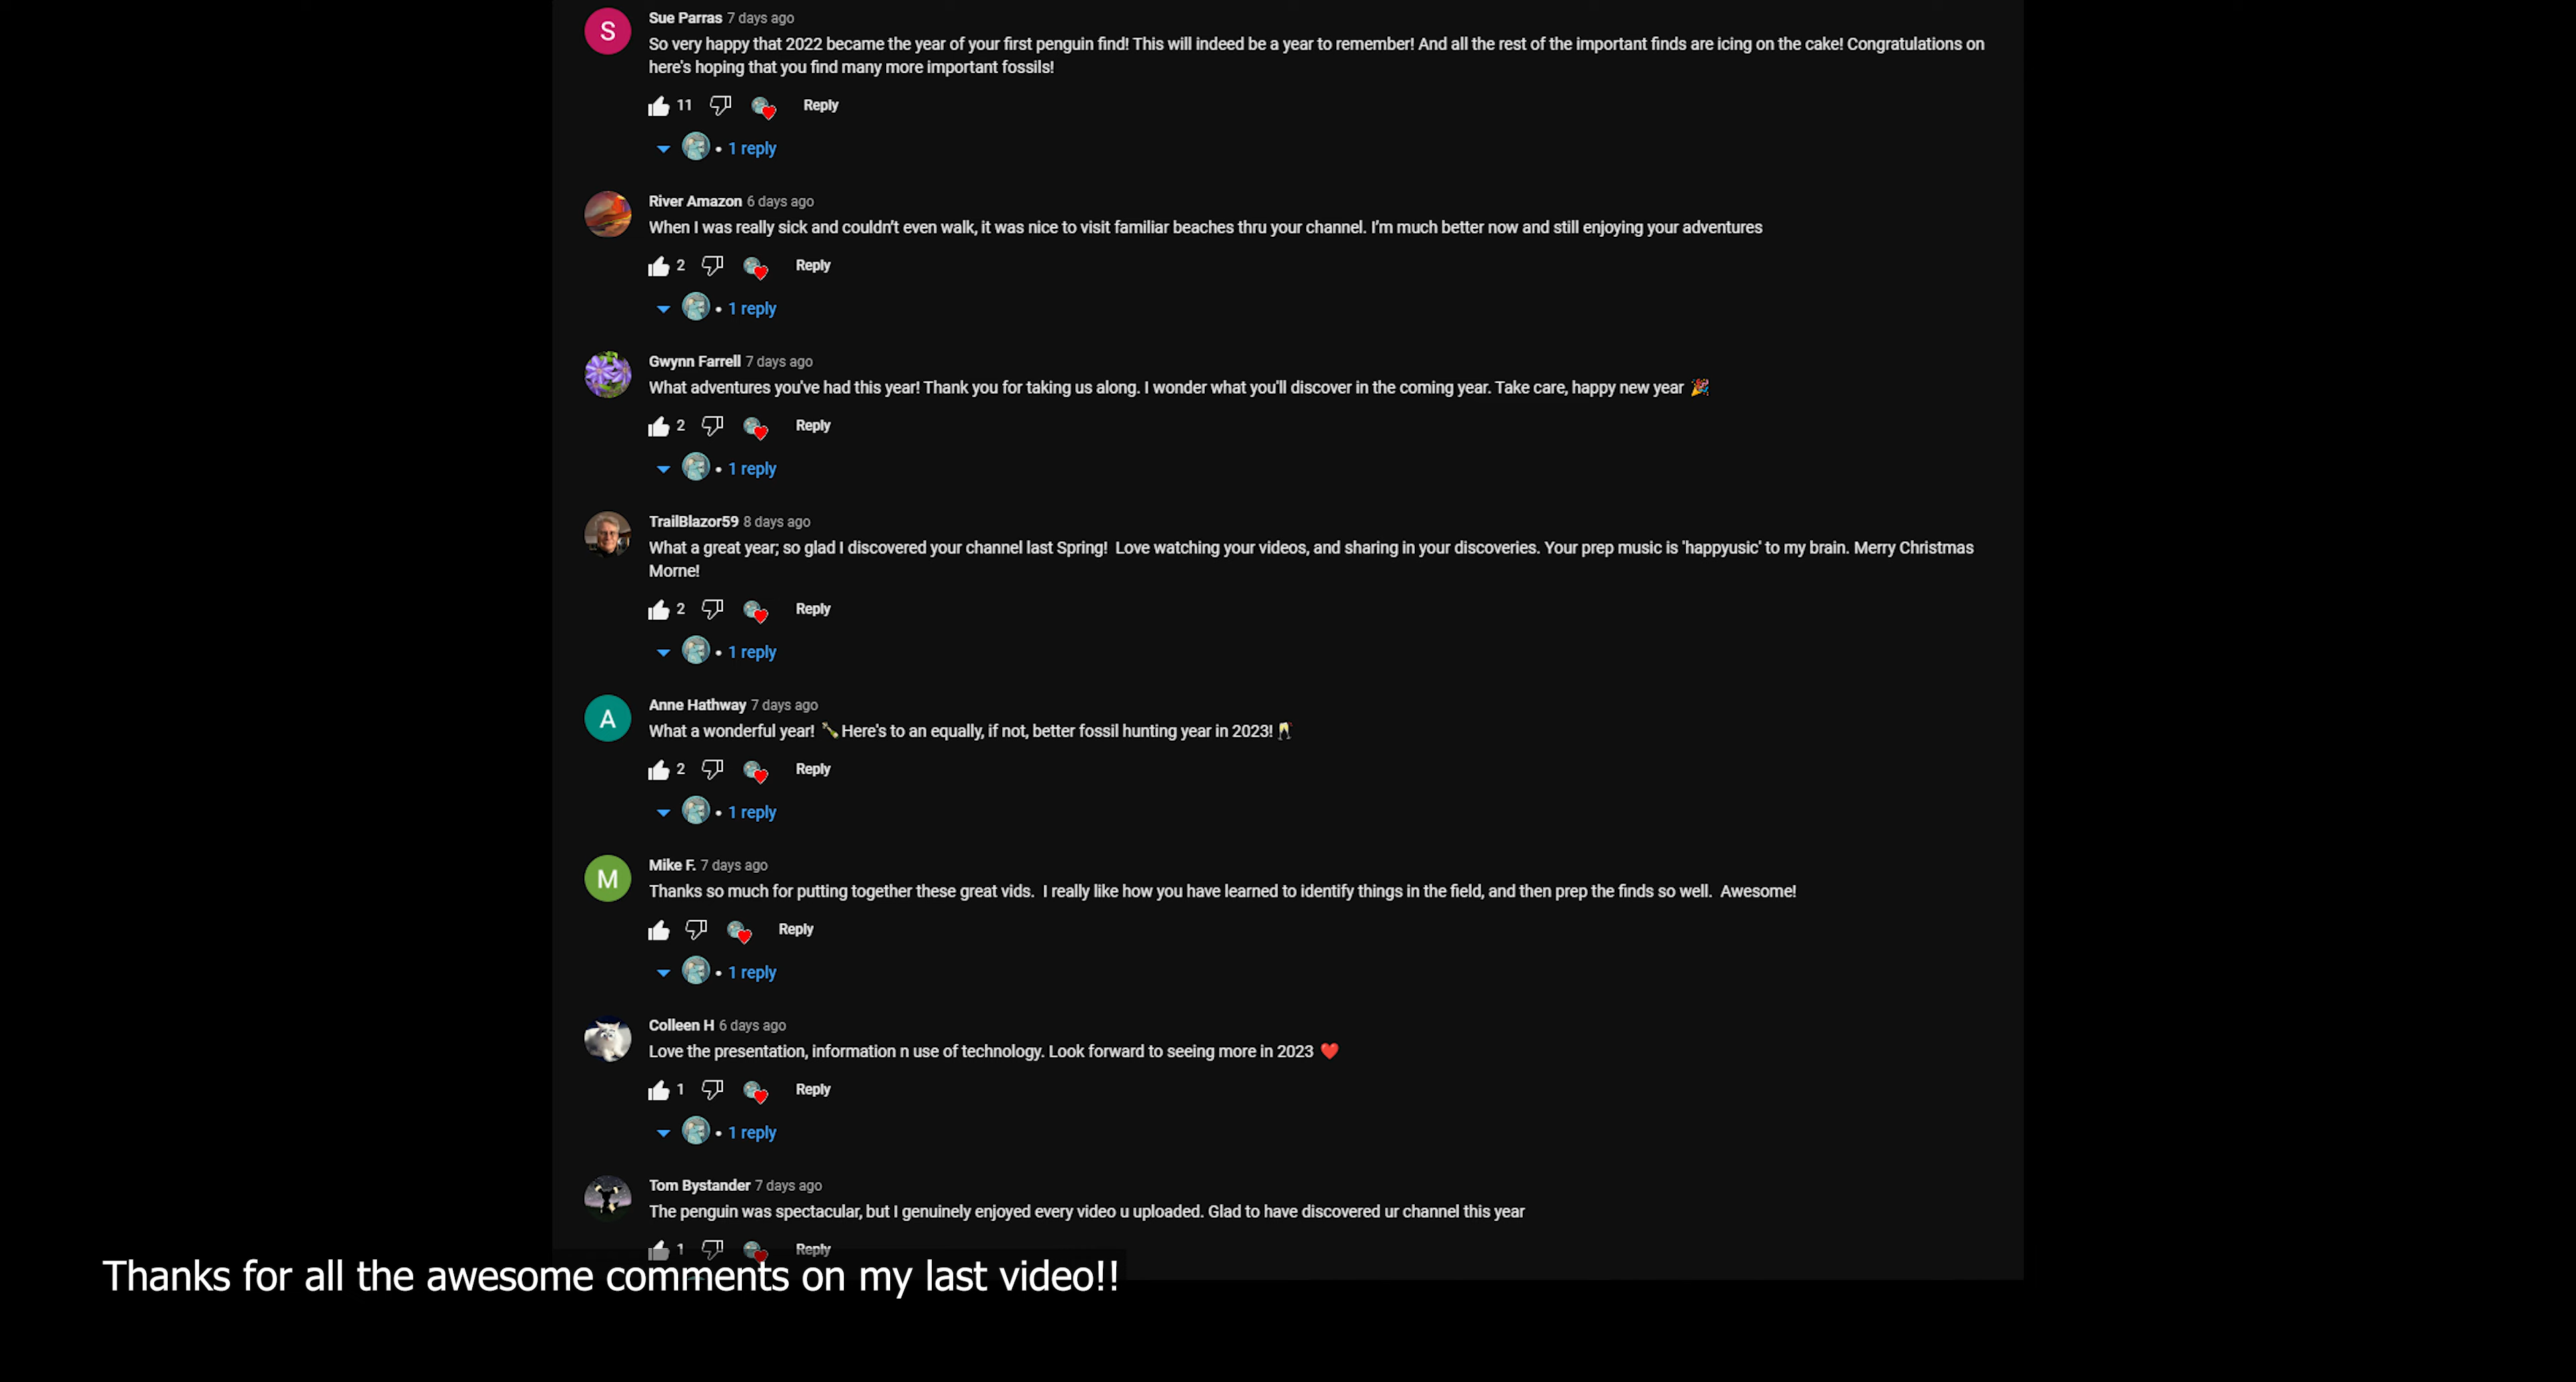 S
Sue Parras 7 days ago
So very happy that 2022 became the year of your first penguin find! This will indeed be a year to remember! And all the rest of the important finds are icing on the cake! Congratulations on
here's hoping that you find many more important fossils!
11 Reply
• 1 reply
River Amazon 6 days ago
When I was really sick and couldn't even walk, it was nice to visit familiar beaches thru your channel. I'm much better now and still enjoying your adventures
2 Reply
• 1 reply
Gwynn Farrell 7 days ago
What adventures you've had this year! Thank you for taking us along. I wonder what you'll discover in the coming year. Take care, happy new year 🎉
2 Reply
• 1 reply
TrailBlazor59 8 days ago
What a great year; so glad I discovered your channel last Spring!  Love watching your videos, and sharing in your discoveries. Your prep music is 'happyusic' to my brain. Merry Christmas
Morne!
2 Reply
• 1 reply
A
Anne Hathway 7 days ago
What a wonderful year! 🍾Here's to an equally, if not, better fossil hunting year in 2023!🥂
2 Reply
• 1 reply
M
Mike F. 7 days ago
Thanks so much for putting together these great vids.  I really like how you have learned to identify things in the field, and then prep the finds so well.  Awesome!
Reply
• 1 reply
Colleen H 6 days ago
Love the presentation, information n use of technology. Look forward to seeing more in 2023 ❤️
1 Reply
• 1 reply
Tom Bystander 7 days ago
The penguin was spectacular, but I genuinely enjoyed every video u uploaded. Glad to have discovered ur channel this year
1 Reply
Thanks for all the awesome comments on my last video!!